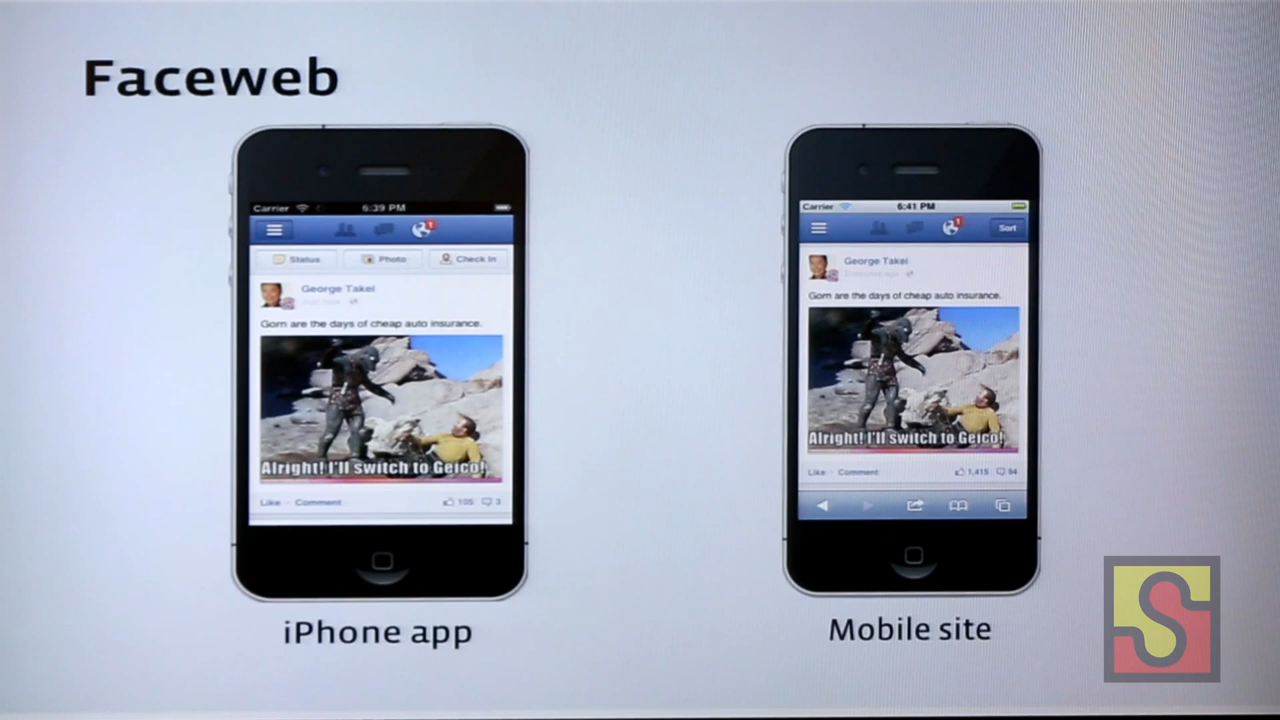 Faceweb
Carrier 6:39 PM
1
Status Photo Check In
George Takei
Gorn are the days of cheap auto insurance.
Alright! I'll switch to Geico!
Like · Comment 105 3
iPhone app
Carrier 6:41 PM
1
Sort
George Takei
Gorn are the days of cheap auto insurance.
Alright! I'll switch to Geico!
Like · Comment 1,415 94
Mobile site
S